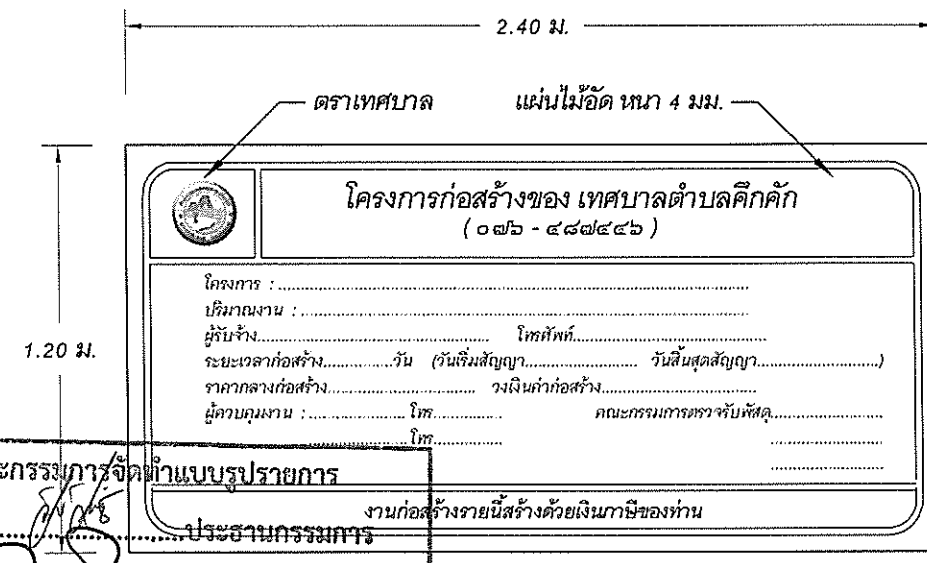 2.40 ม.
ตราเทศบาล แผ่นไม้อัด หนา 4 มม.
โครงการก่อสร้างของ เทศบาลตำบลคึกคัก
( ๐๗๖ - ๔๘๗๔๔๖ )
1.20 ม.
โครงการ : ........................................
ปริมาณงาน : ........................................
ผู้รับจ้าง........................................ โทรศัพท์........................................
ระยะเวลาก่อสร้าง...............วัน (วันเริ่มสัญญา........................ วันสิ้นสุดสัญญา........................)
ราคากลางก่อสร้าง........................ วงเงินค่าก่อสร้าง........................
ผู้ควบคุมงาน : .....................โทร............... คณะกรรมการตรวจรับพัสดุ........................
.....................โทร............... ........................
........................
งานก่อสร้างรายนี้สร้างด้วยเงินภาษีของท่าน
ะกรรมการจัดทำแบบรูปรายการ
........................ประธานกรรมการ